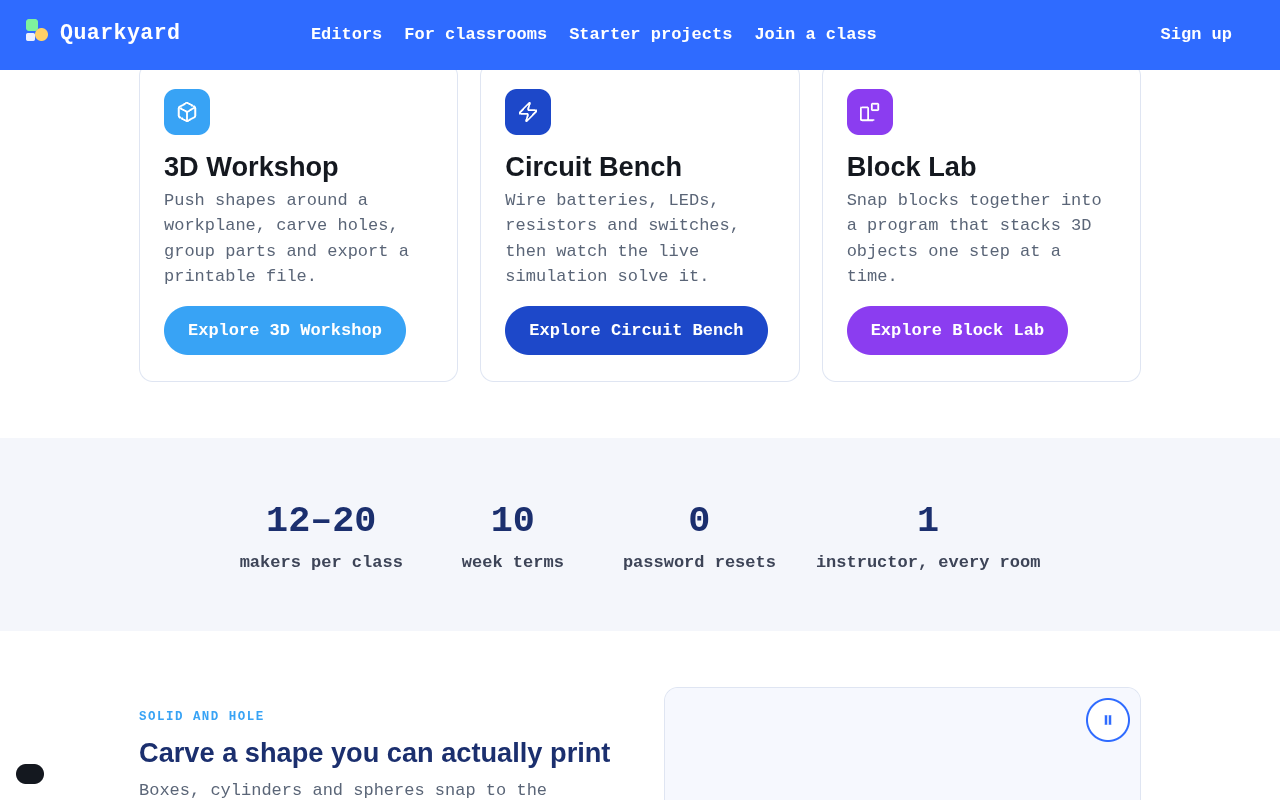 Quarkyard
Editors For classrooms Starter projects Join a class
Sign up
3D Workshop
Push shapes around a
workplane, carve holes,
group parts and export a
printable file.
Explore 3D Workshop
Circuit Bench
Wire batteries, LEDs,
resistors and switches,
then watch the live
simulation solve it.
Explore Circuit Bench
Block Lab
Snap blocks together into
a program that stacks 3D
objects one step at a
time.
Explore Block Lab
12–20
makers per class
10
week terms
0
password resets
1
instructor, every room
SOLID AND HOLE
Carve a shape you can actually print
Boxes, cylinders and spheres snap to the